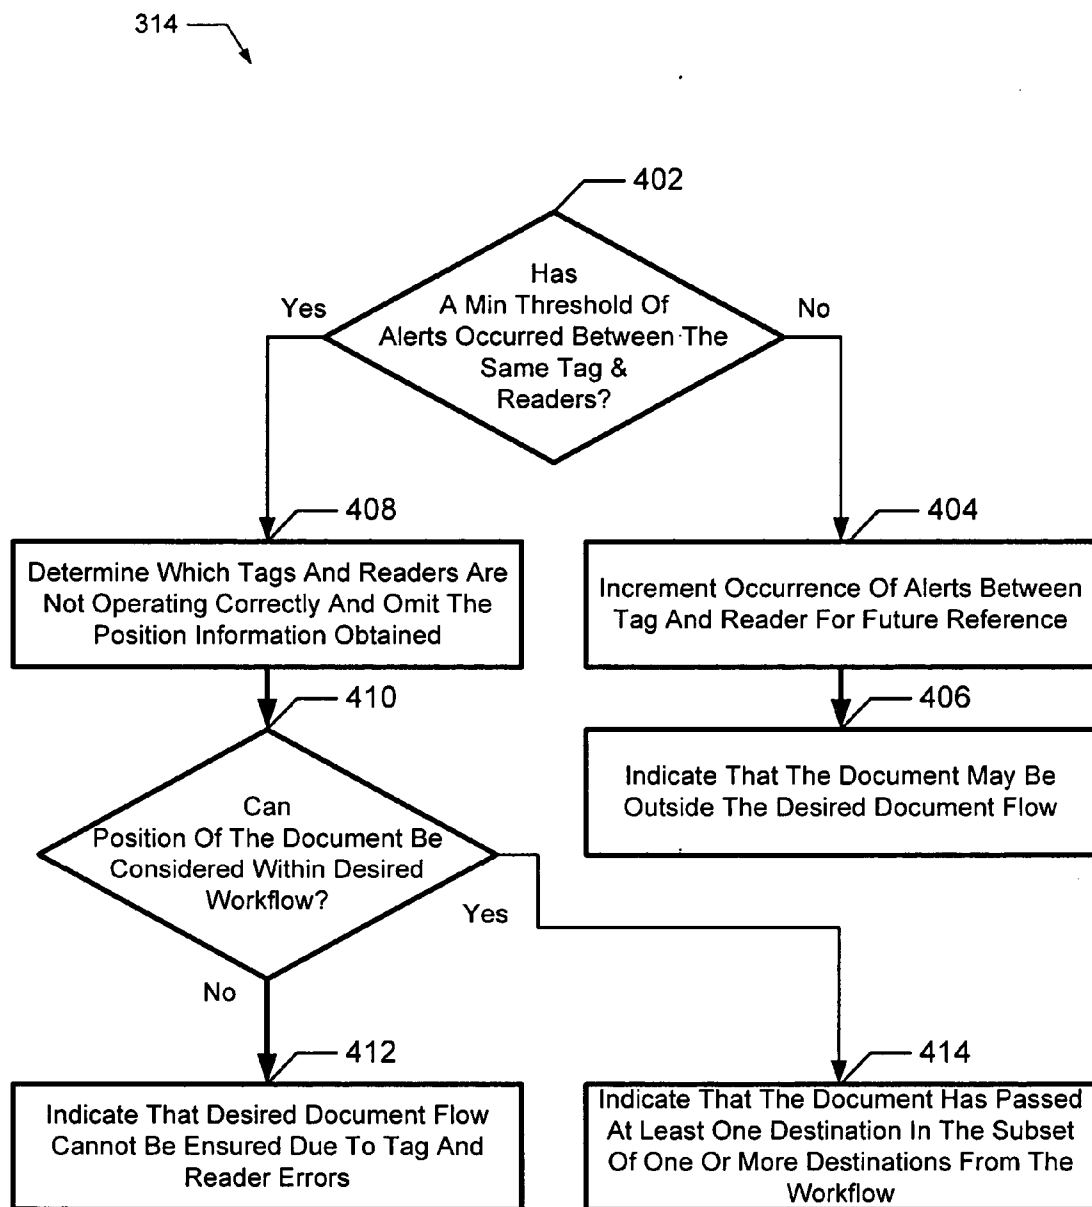 314
402
Has
A Min Threshold Of
Alerts Occurred Between The
Same Tag &
Readers?
Yes
No
408
Determine Which Tags And Readers Are
Not Operating Correctly And Omit The
Position Information Obtained
404
Increment Occurrence Of Alerts Between
Tag And Reader For Future Reference
410
406
Indicate That The Document May Be
Outside The Desired Document Flow
Can
Position Of The Document Be
Considered Within Desired
Workflow?
Yes
No
412
Indicate That Desired Document Flow
Cannot Be Ensured Due To Tag And
Reader Errors
414
Indicate That The Document Has Passed
At Least One Destination In The Subset
Of One Or More Destinations From The
Workflow